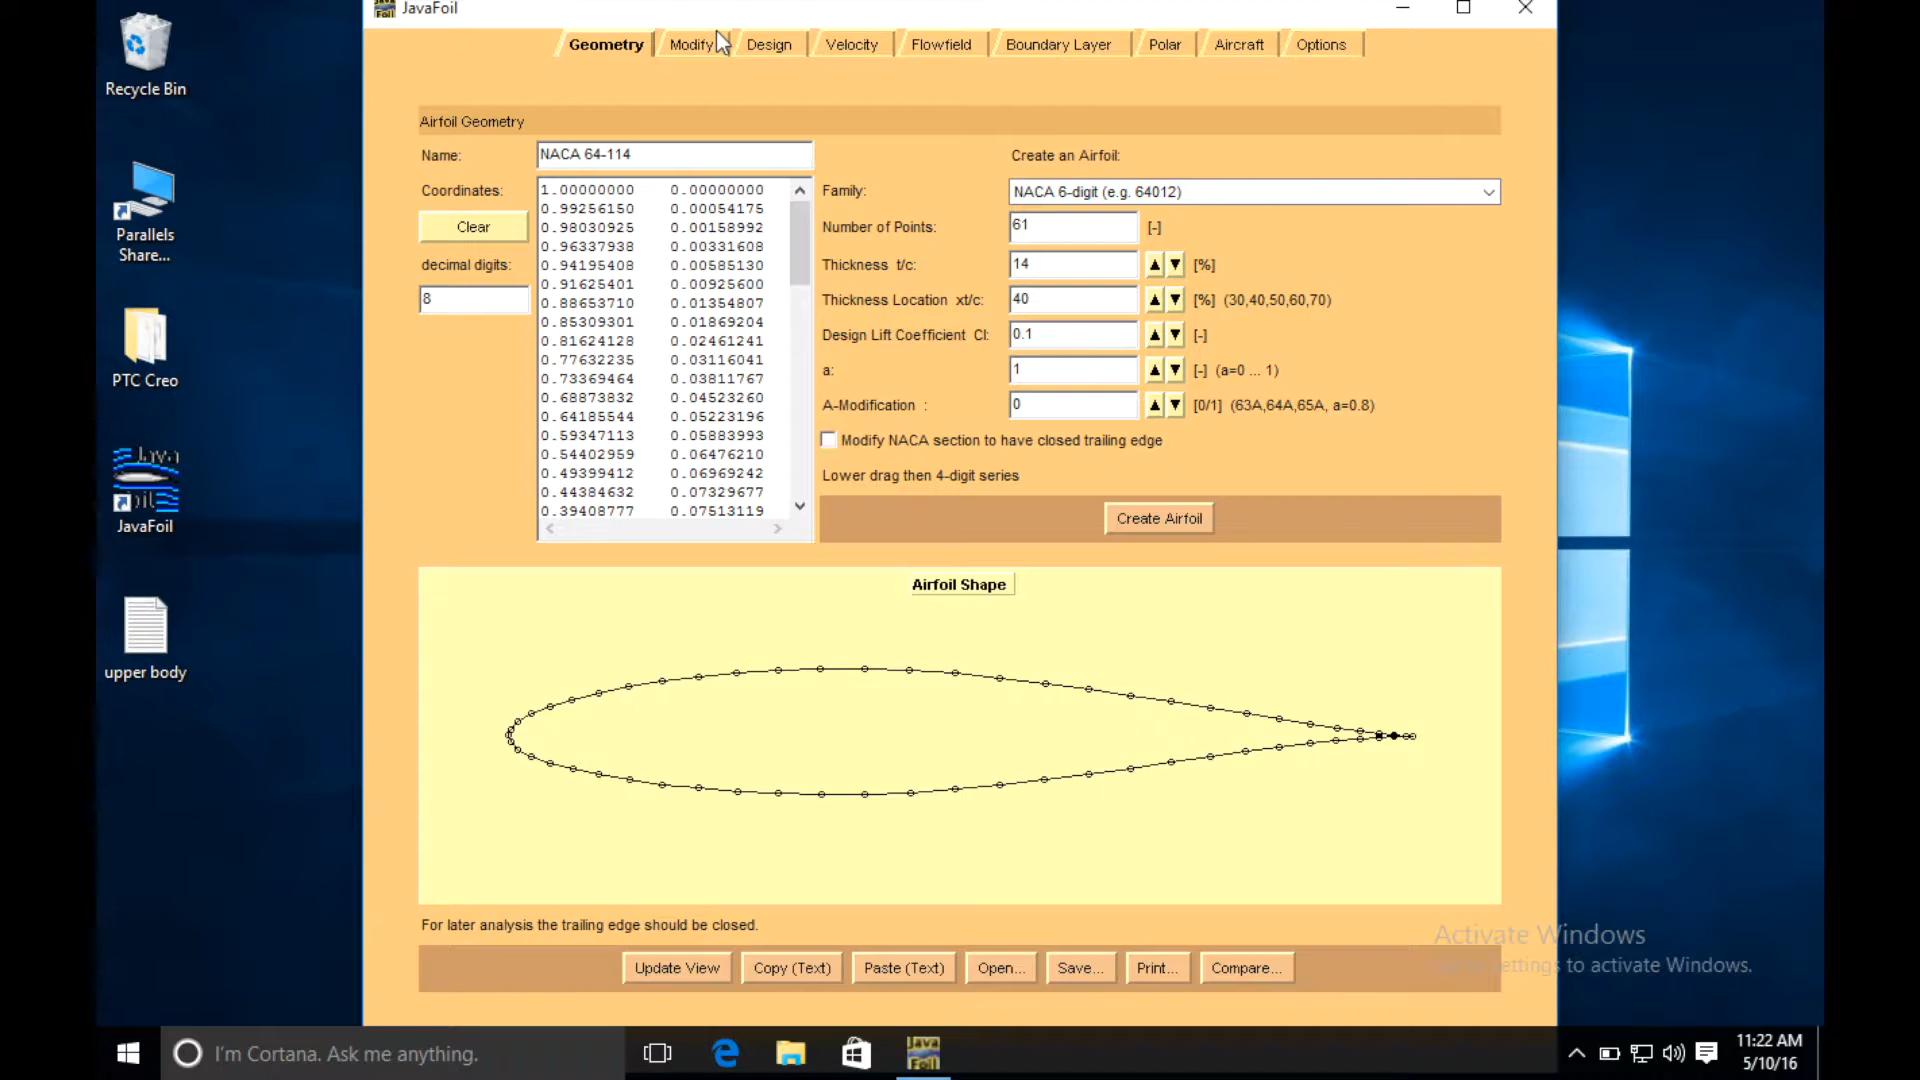 JavaFoil
Geometry
Modify
Design
Velocity
Flowfield
Boundary Layer
Polar
Aircraft
Options
Recycle Bin
Parallels
Share...
PTC Creo
JavaFoil
upper body
Airfoil Geometry
Name:
NACA 64-114
Create an Airfoil:
Coordinates:
Clear
decimal digits:
8
1.00000000 0.00000000
0.99256150 0.00054175
0.98030925 0.00158992
0.96337938 0.00331608
0.94195408 0.00585130
0.91625401 0.00925600
0.88653710 0.01354807
0.85309301 0.01869204
0.81624128 0.02461241
0.77632235 0.03116041
0.73369464 0.03811767
0.68873832 0.04523260
0.64185544 0.05223196
0.59347113 0.05883993
0.54402959 0.06476210
0.49399412 0.06969242
0.44384632 0.07329677
0.39408777 0.07513119
Family:
NACA 6-digit (e.g. 64012)
Number of Points:
61
[-]
Thickness t/c:
14
[%]
Thickness Location xt/c:
40
[%] (30,40,50,60,70)
Design Lift Coefficient Cl:
0.1
[-]
a:
1
[-] (a=0 ... 1)
A-Modification :
0
[0/1] (63A,64A,65A, a=0.8)
Modify NACA section to have closed trailing edge
Lower drag then 4-digit series
Create Airfoil
Airfoil Shape
For later analysis the trailing edge should be closed.
Update View
Copy (Text)
Paste (Text)
Open...
Save...
Print...
Compare...
Activate Windows
ettings to activate Windows.
I'm Cortana. Ask me anything.
Java
Foil
11:22 AM
5/10/16